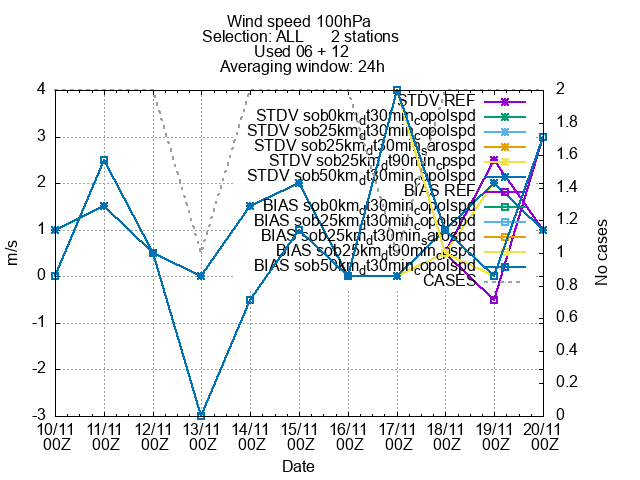 Wind speed 100hPa
Selection: ALL 2 stations
Used 06 + 12
Averaging window: 24h
4
3
2
1
0
-1
-2
-3
m/s
2
1.8
1.6
1.4
1.2
1
0.8
0.6
0.4
0.2
0
No cases
STDV REF
STDV sob0km_dt30min_copolspd
STDV sob25km_dt30min_copolspd
STDV sob25km_dt30min_sarospd
STDV sob25km_dt90min_cpspd
STDV sob50km_dt30min_copolspd
BIAS REF
BIAS sob0km_dt30min_copolspd
BIAS sob25km_dt30min_copolspd
BIAS sob25km_dt30min_sarospd
BIAS sob25km_dt90min_cpspd
BIAS sob50km_dt30min_copolspd
CASES
10/11 11/11 12/11 13/11 14/11 15/11 16/11 17/11 18/11 19/11 20/11
00Z 00Z 00Z 00Z 00Z 00Z 00Z 00Z 00Z 00Z 00Z
Date